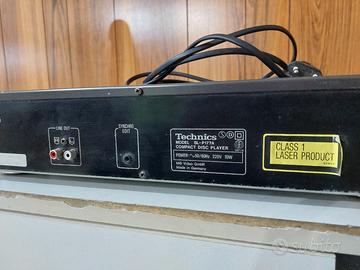 LINE OUT
SYNCHRO
EDIT
Technics
MODEL SL-P177A
COMPACT DISC PLAYER
POWER ~50/60Hz 220V 10W
MB Video GmbH
Made in Germany
CLASS 1
LASER PRODUCT
subito